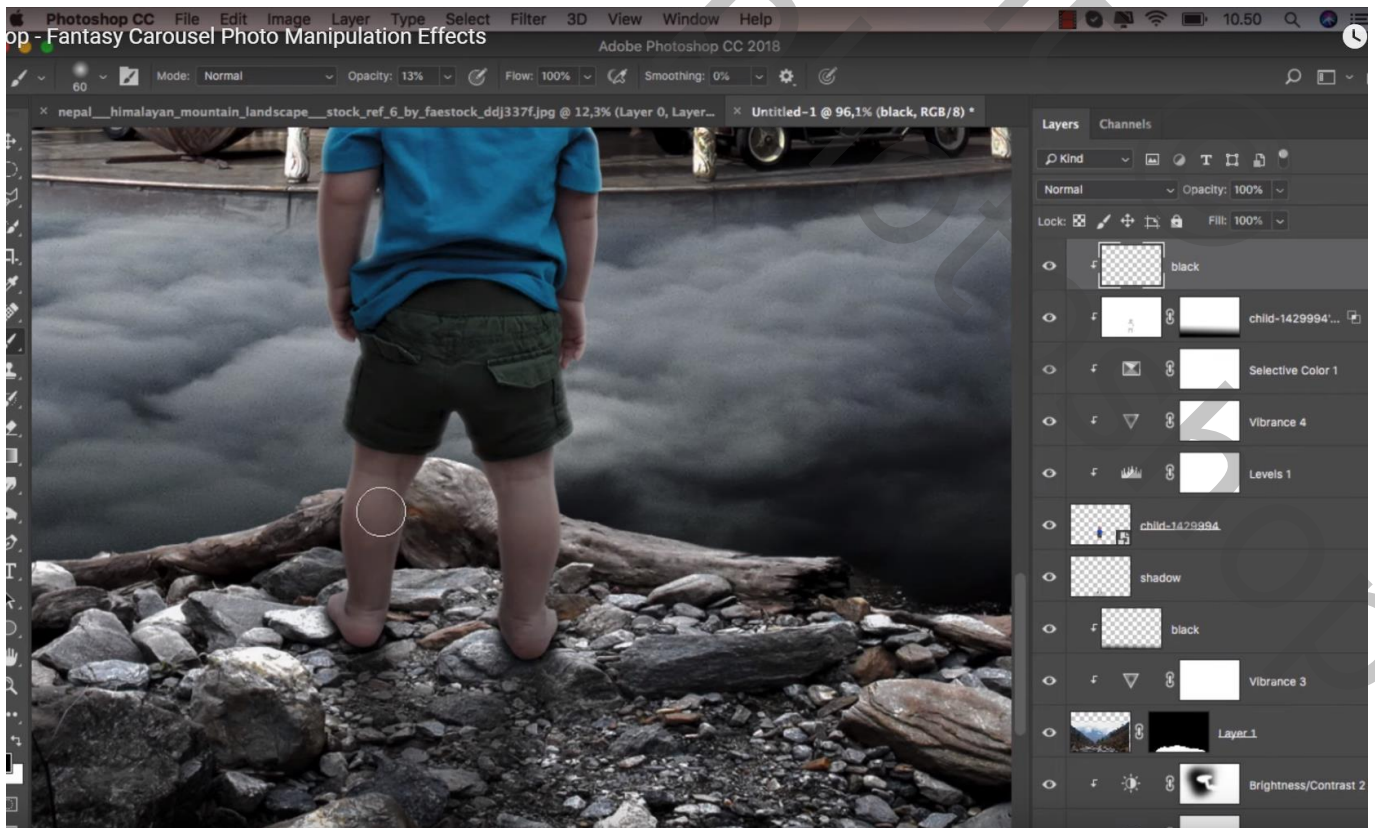 Photoshop CC File Edit Image Layer Type Select Filter 3D View Window Help 10.50
op - Fantasy Carousel Photo Manipulation Effects
Adobe Photoshop CC 2018
60 Mode: Normal Opacity: 13% Flow: 100% Smoothing: 0%
× nepal__himalayan_mountain_landscape__stock_ref_6_by_faestock_ddj337f.jpg @ 12,3% (Layer 0, Layer... × Untitled-1 @ 96,1% (black, RGB/8) *
Layers Channels
Kind
Normal Opacity: 100%
Lock: Fill: 100%
black
child-1429994'...
Selective Color 1
Vibrance 4
Levels 1
child-1429994
shadow
black
Vibrance 3
Layer 1
Brightness/Contrast 2